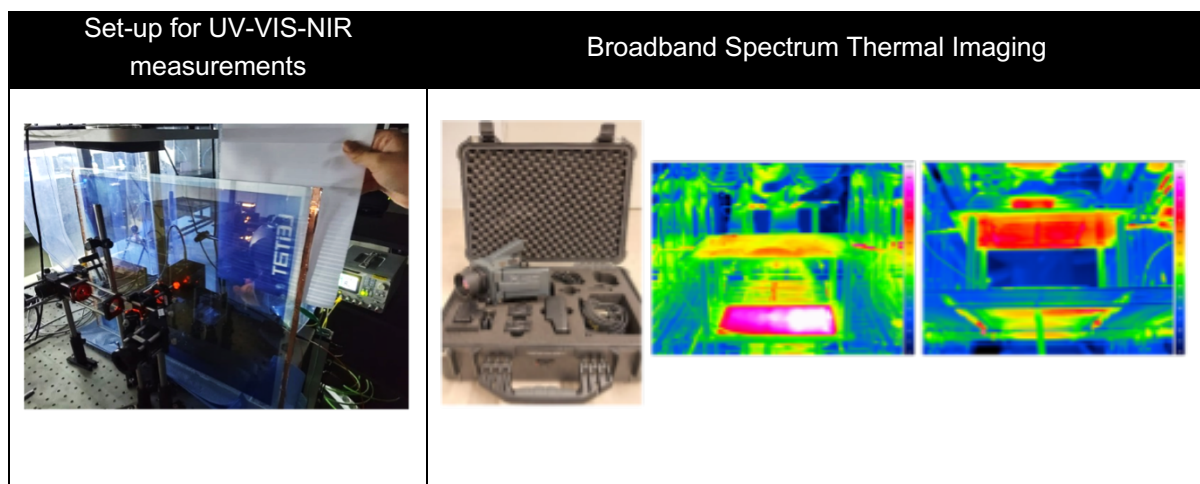 Set-up for UV-VIS-NIR
measurements
Broadband Spectrum Thermal Imaging